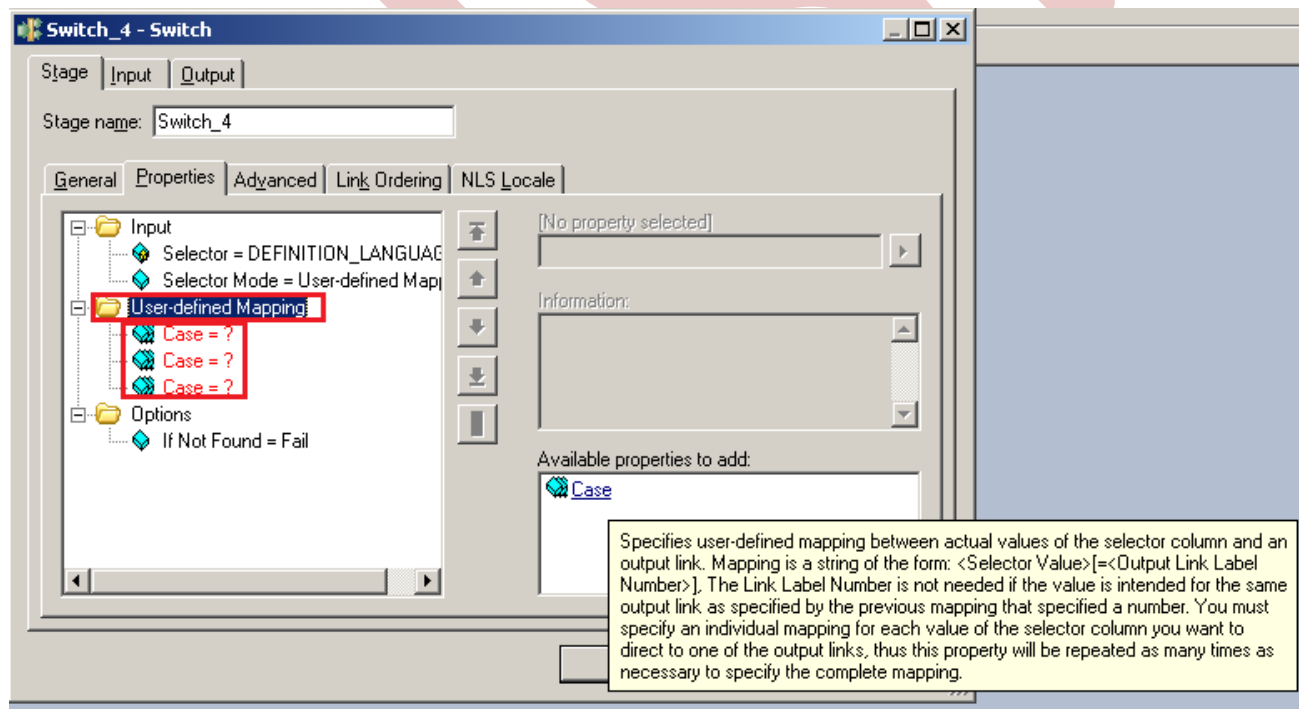 Switch_4 - Switch
Stage Input Output
Stage name: Switch_4
General Properties Advanced Link Ordering NLS Locale
Input
Selector = DEFINITION_LANGUAG
Selector Mode = User-defined Mapp
User-defined Mapping
Case = ?
Case = ?
Case = ?
Options
If Not Found = Fail
[No property selected]
Information:
Available properties to add:
Case
Specifies user-defined mapping between actual values of the selector column and an
output link. Mapping is a string of the form: <Selector Value>[=<Output Link Label
Number>], The Link Label Number is not needed if the value is intended for the same
output link as specified by the previous mapping that specified a number. You must
specify an individual mapping for each value of the selector column you want to
direct to one of the output links, thus this property will be repeated as many times as
necessary to specify the complete mapping.